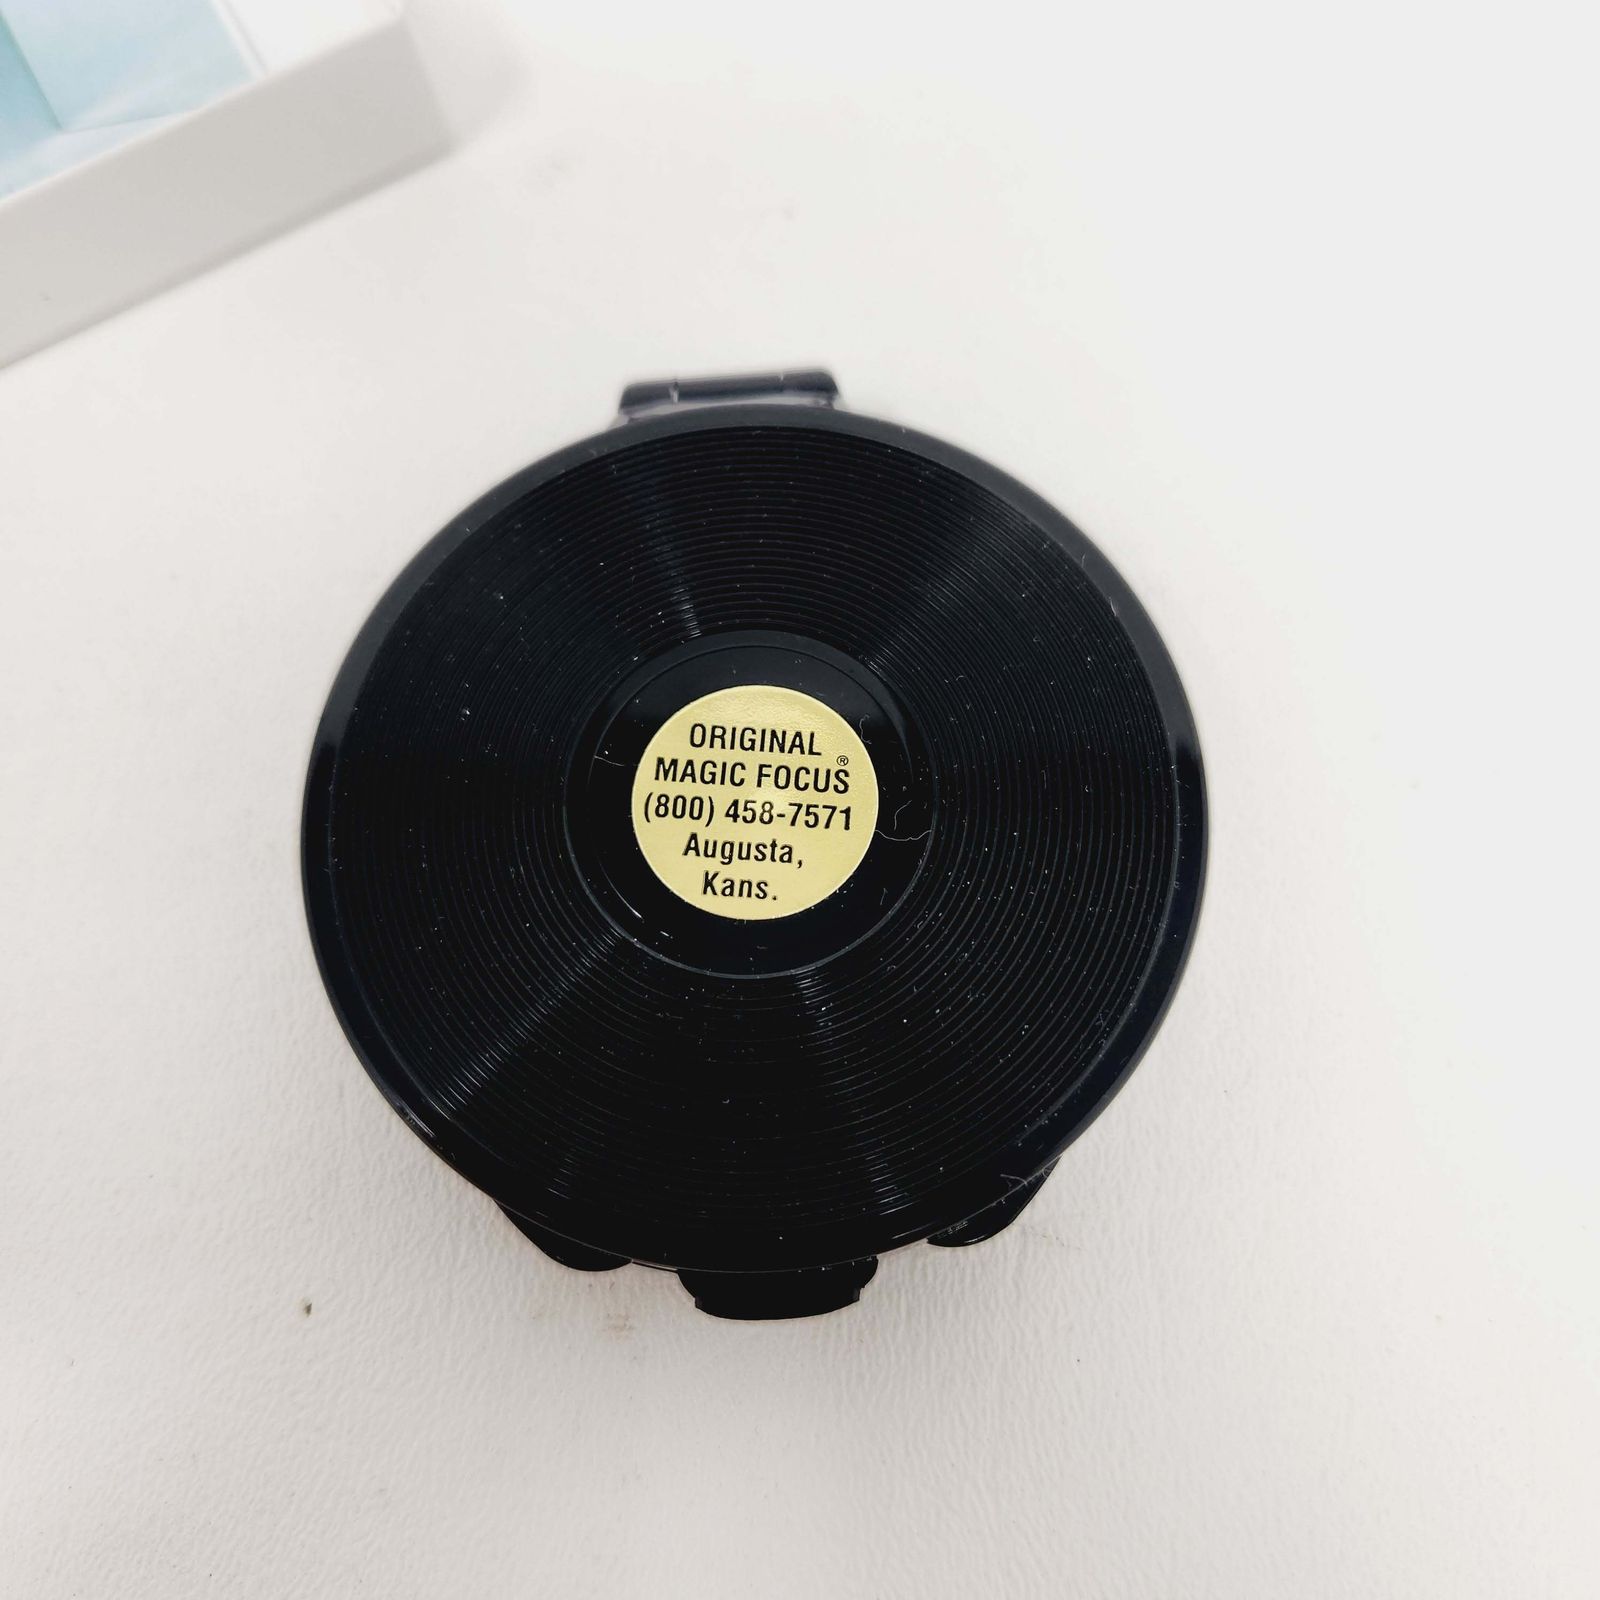 ORIGINAL
MAGIC FOCUS®
(800) 458-7571
Augusta,
Kans.